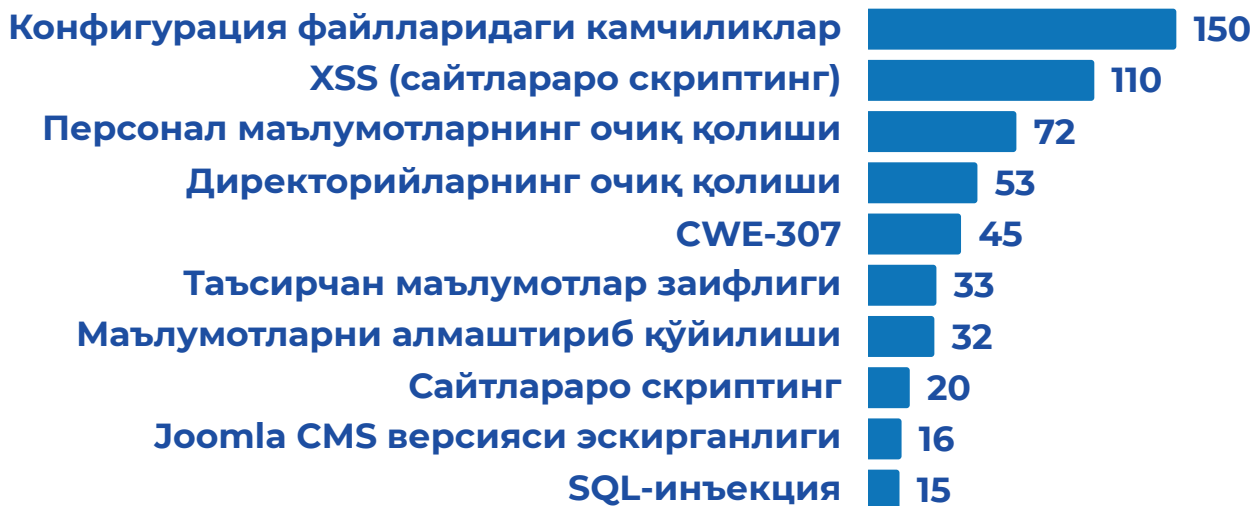 Конфигурация файлларидаги камчиликлар 150
XSS (сайтлараро скриптинг) 110
Персонал маълумотларнинг очиқ қолиши 72
Директорийларнинг очиқ қолиши 53
CWE-307 45
Таъсирчан маълумотлар заифлиги 33
Маълумотларни алмаштириб қўйилиши 32
Сайтлараро скриптинг 20
Joomla CMS версияси эскирганлиги 16
SQL-инъекция 15